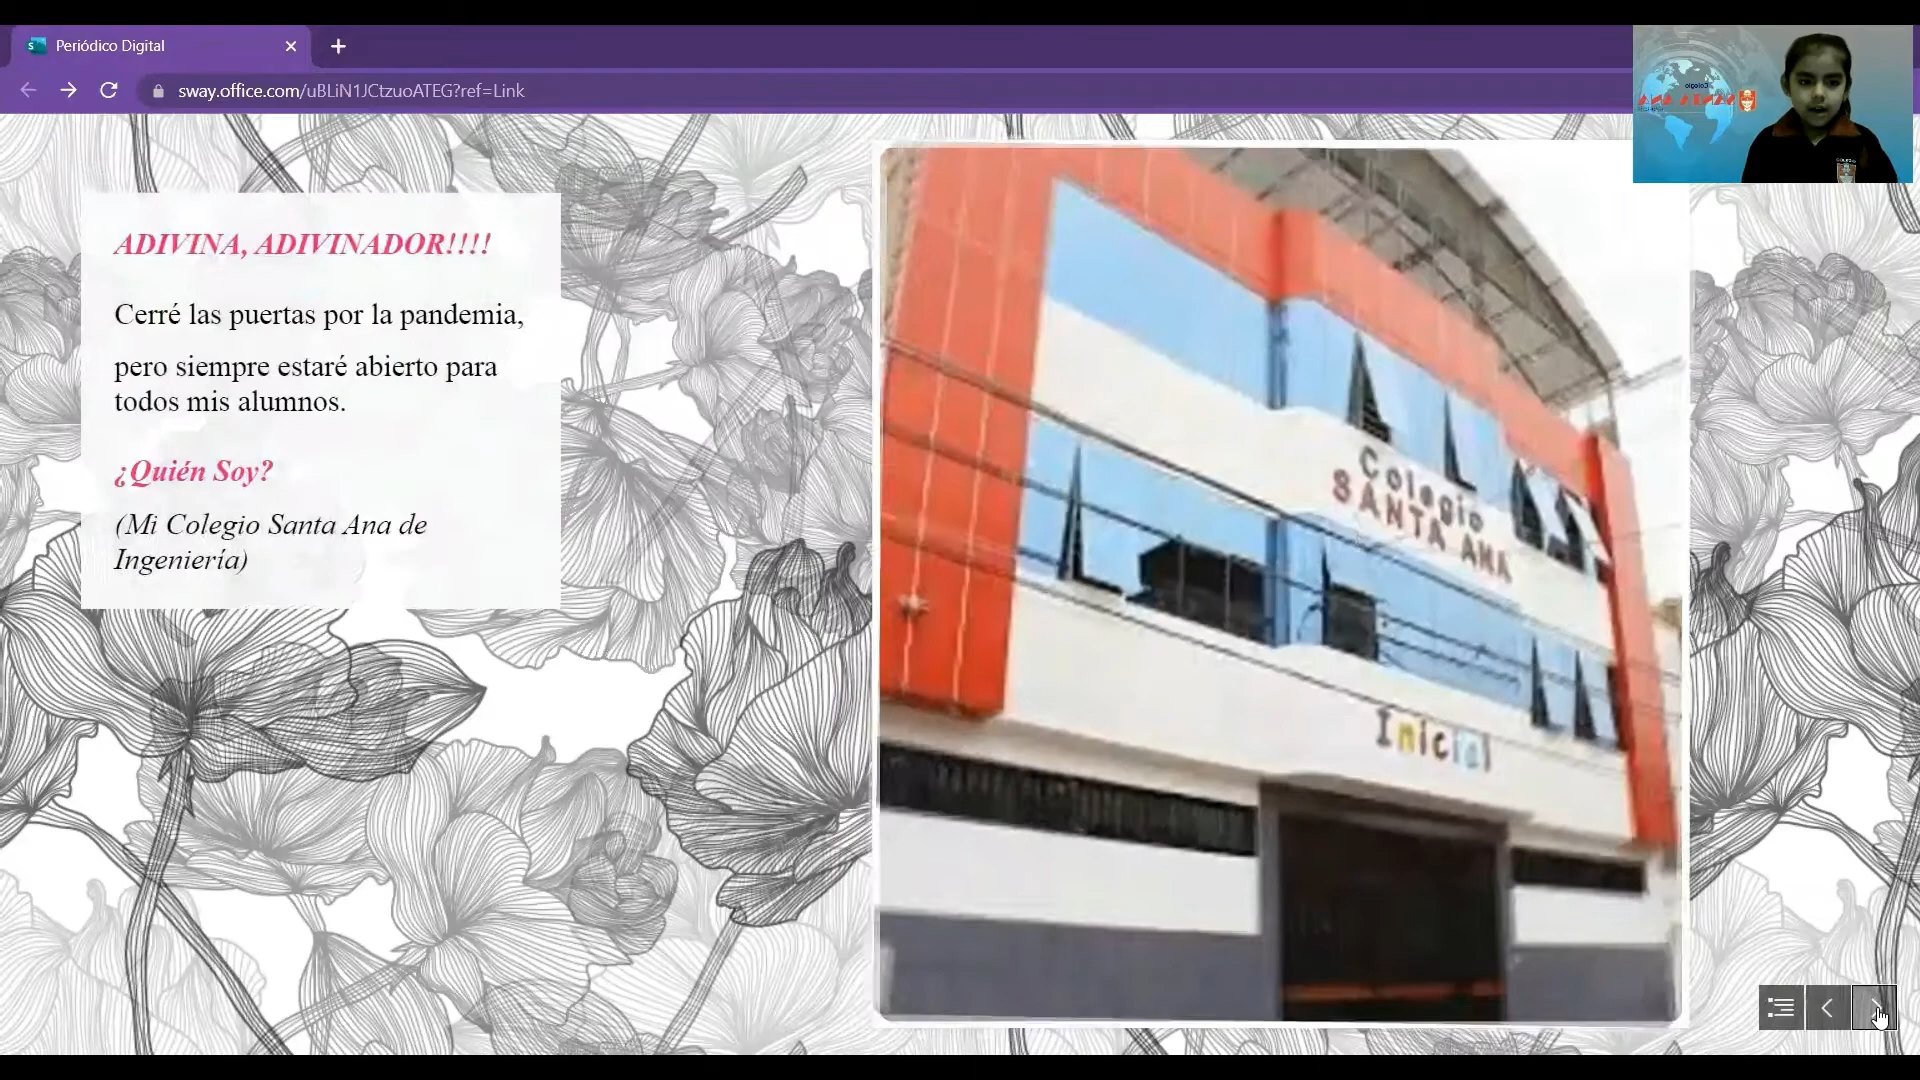 Periódico Digital
sway.office.com/uBLiN1JCtzuoATEG?ref=Link
ADIVINA, ADIVINADOR!!!!
Cerré las puertas por la pandemia,
pero siempre estaré abierto para
todos mis alumnos.
¿Quién Soy?
(Mi Colegio Santa Ana de
Ingeniería)
Colegio
SANTA ANA
Inicial
Colegio